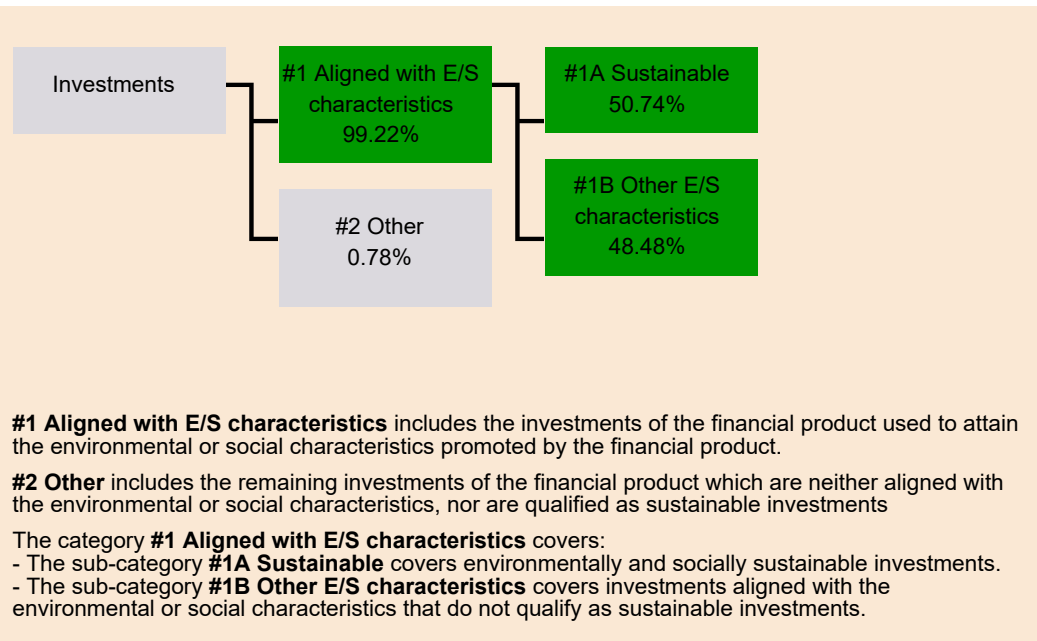 Investments
#1 Aligned with E/S
characteristics
99.22%
#1A Sustainable
50.74%
#1B Other E/S
characteristics
48.48%
#2 Other
0.78%
#1 Aligned with E/S characteristics includes the investments of the financial product used to attain
the environmental or social characteristics promoted by the financial product.
#2 Other includes the remaining investments of the financial product which are neither aligned with
the environmental or social characteristics, nor are qualified as sustainable investments
The category #1 Aligned with E/S characteristics covers:
- The sub-category #1A Sustainable covers environmentally and socially sustainable investments.
- The sub-category #1B Other E/S characteristics covers investments aligned with the
environmental or social characteristics that do not qualify as sustainable investments.